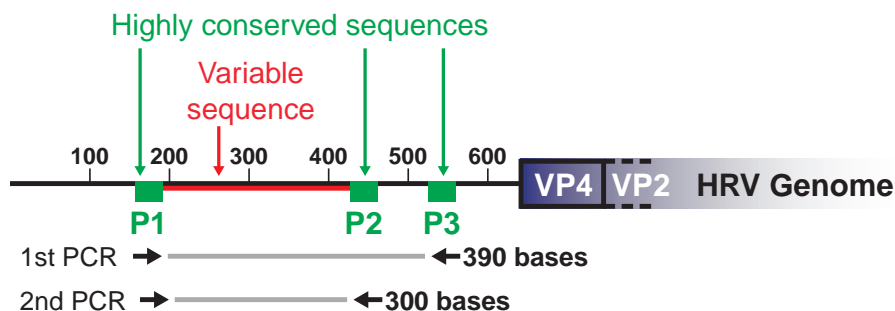 Highly conserved sequences
Variable
sequence
100 200 300 400 500 600
VP4 VP2 HRV Genome
P1 P2 P3
1st PCR 390 bases
2nd PCR 300 bases